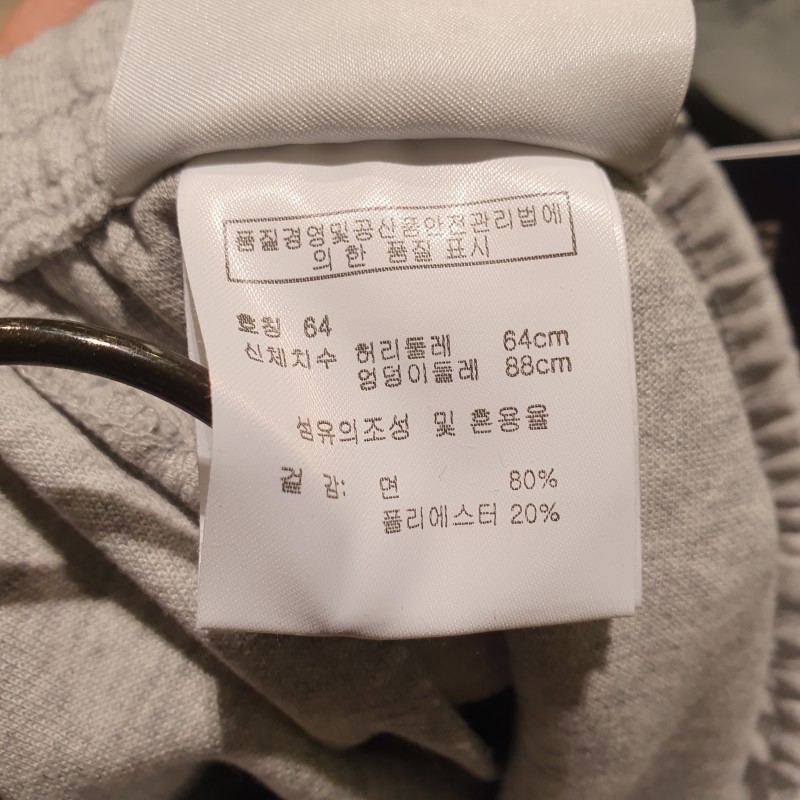 품질경영및공산품안전관리법에
의 한 품질 표시
호칭 64
신체치수 허리둘레 64cm
엉덩이둘레 88cm
섬유의조성 및 혼용율
겉 감: 면 80%
폴리에스터 20%